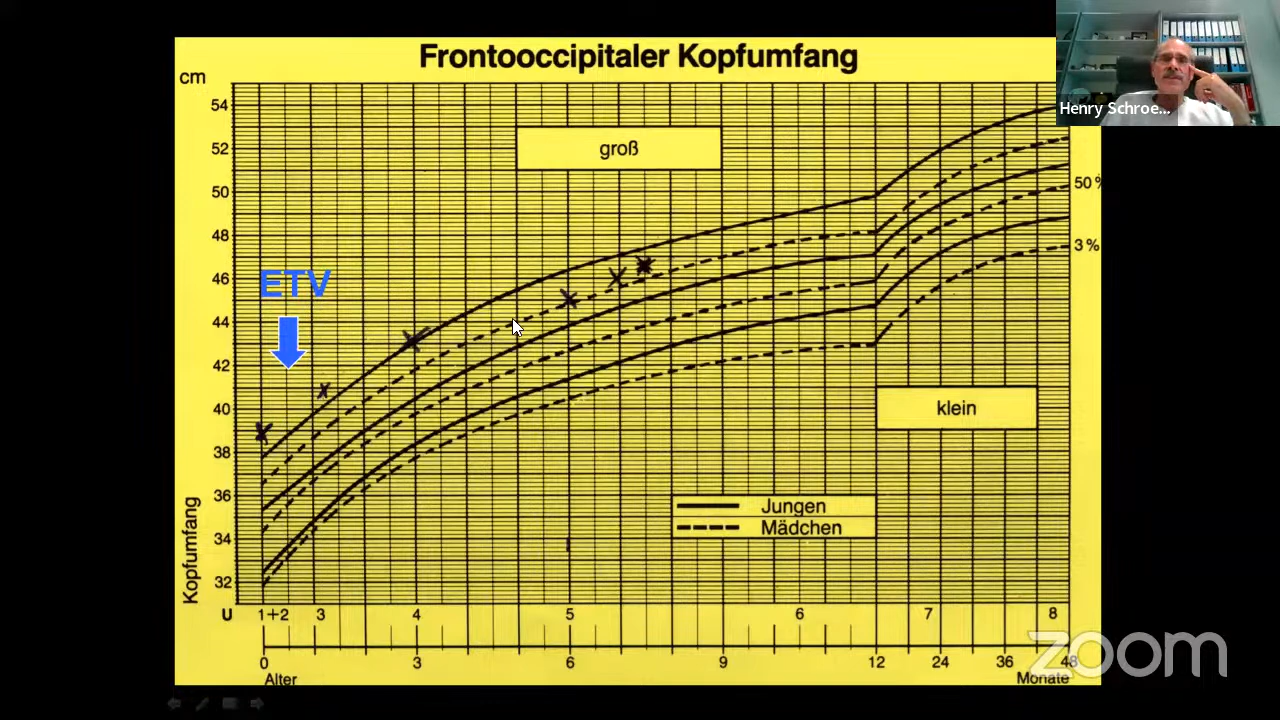 Frontooccipitaler Kopfumfang
cm
54
52
50
48
46
44
42
40
38
36
34
32
groß
50 %
3 %
ETV
klein
Jungen
Mädchen
Kopfumfang
U 1+2 3 4 5 6 7 8
0 3 6 9 12 24 36 48
Alter Monate
Henry Schroe...
zoom